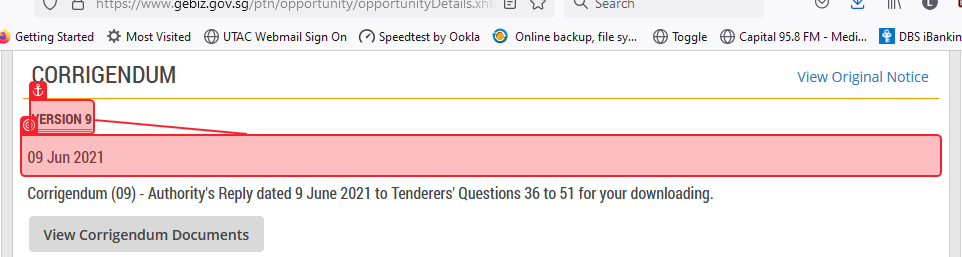 https://www.gebiz.gov.sg/ptn/opportunity/opportunityDetails.xht
Search
Getting Started Most Visited UTAC Webmail Sign On Speedtest by Ookla Online backup, file sy... Toggle Capital 95.8 FM - Medi... DBS iBankin
CORRIGENDUM
View Original Notice
VERSION 9
09 Jun 2021
Corrigendum (09) - Authority's Reply dated 9 June 2021 to Tenderers' Questions 36 to 51 for your downloading.
View Corrigendum Documents